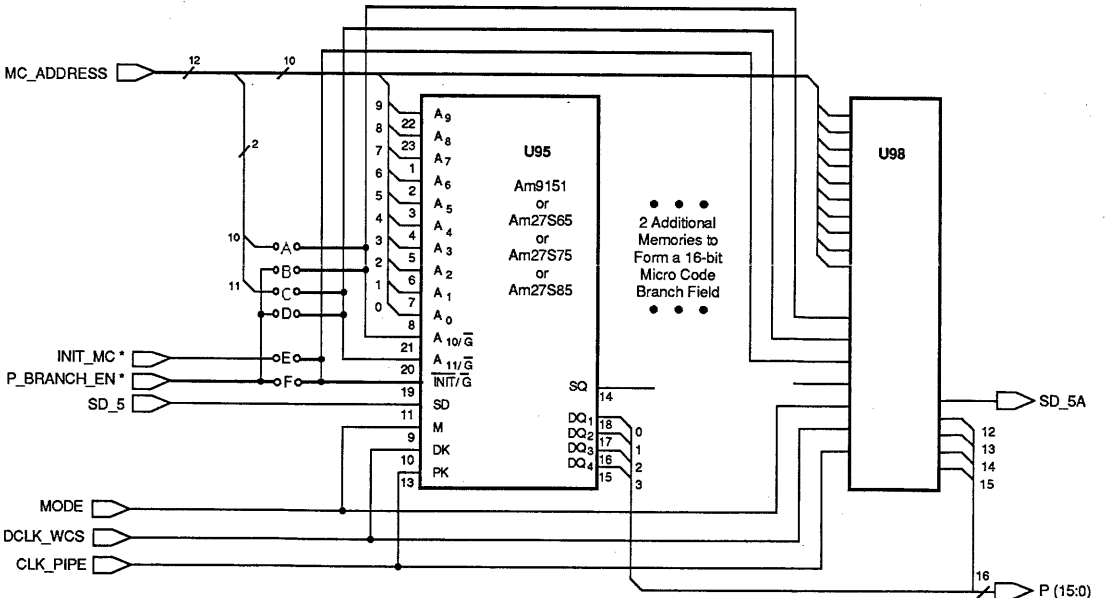 MC_ADDRESS
12
10
2
9
8
7
6
5
4
3
2
1
0
10
11
A
B
C
D
E
F
INIT_MC *
P_BRANCH_EN *
SD_5
MODE
DCLK_WCS
CLK_PIPE
22
23
1
2
3
4
5
6
7
8
21
20
19
11
9
10
13
A9
A8
A7
A6
A5
A4
A3
A2
A1
A0
A10/G
A11/G
INIT/G
SD
M
DK
PK
U95
Am9151
or
Am27S65
or
Am27S75
or
Am27S85
SQ
14
DQ1
DQ2
DQ3
DQ4
18
17
16
15
0
1
2
3
2 Additional
Memories to
Form a 16-bit
Micro Code
Branch Field
U98
SD_5A
12
13
14
15
16
P (15:0)